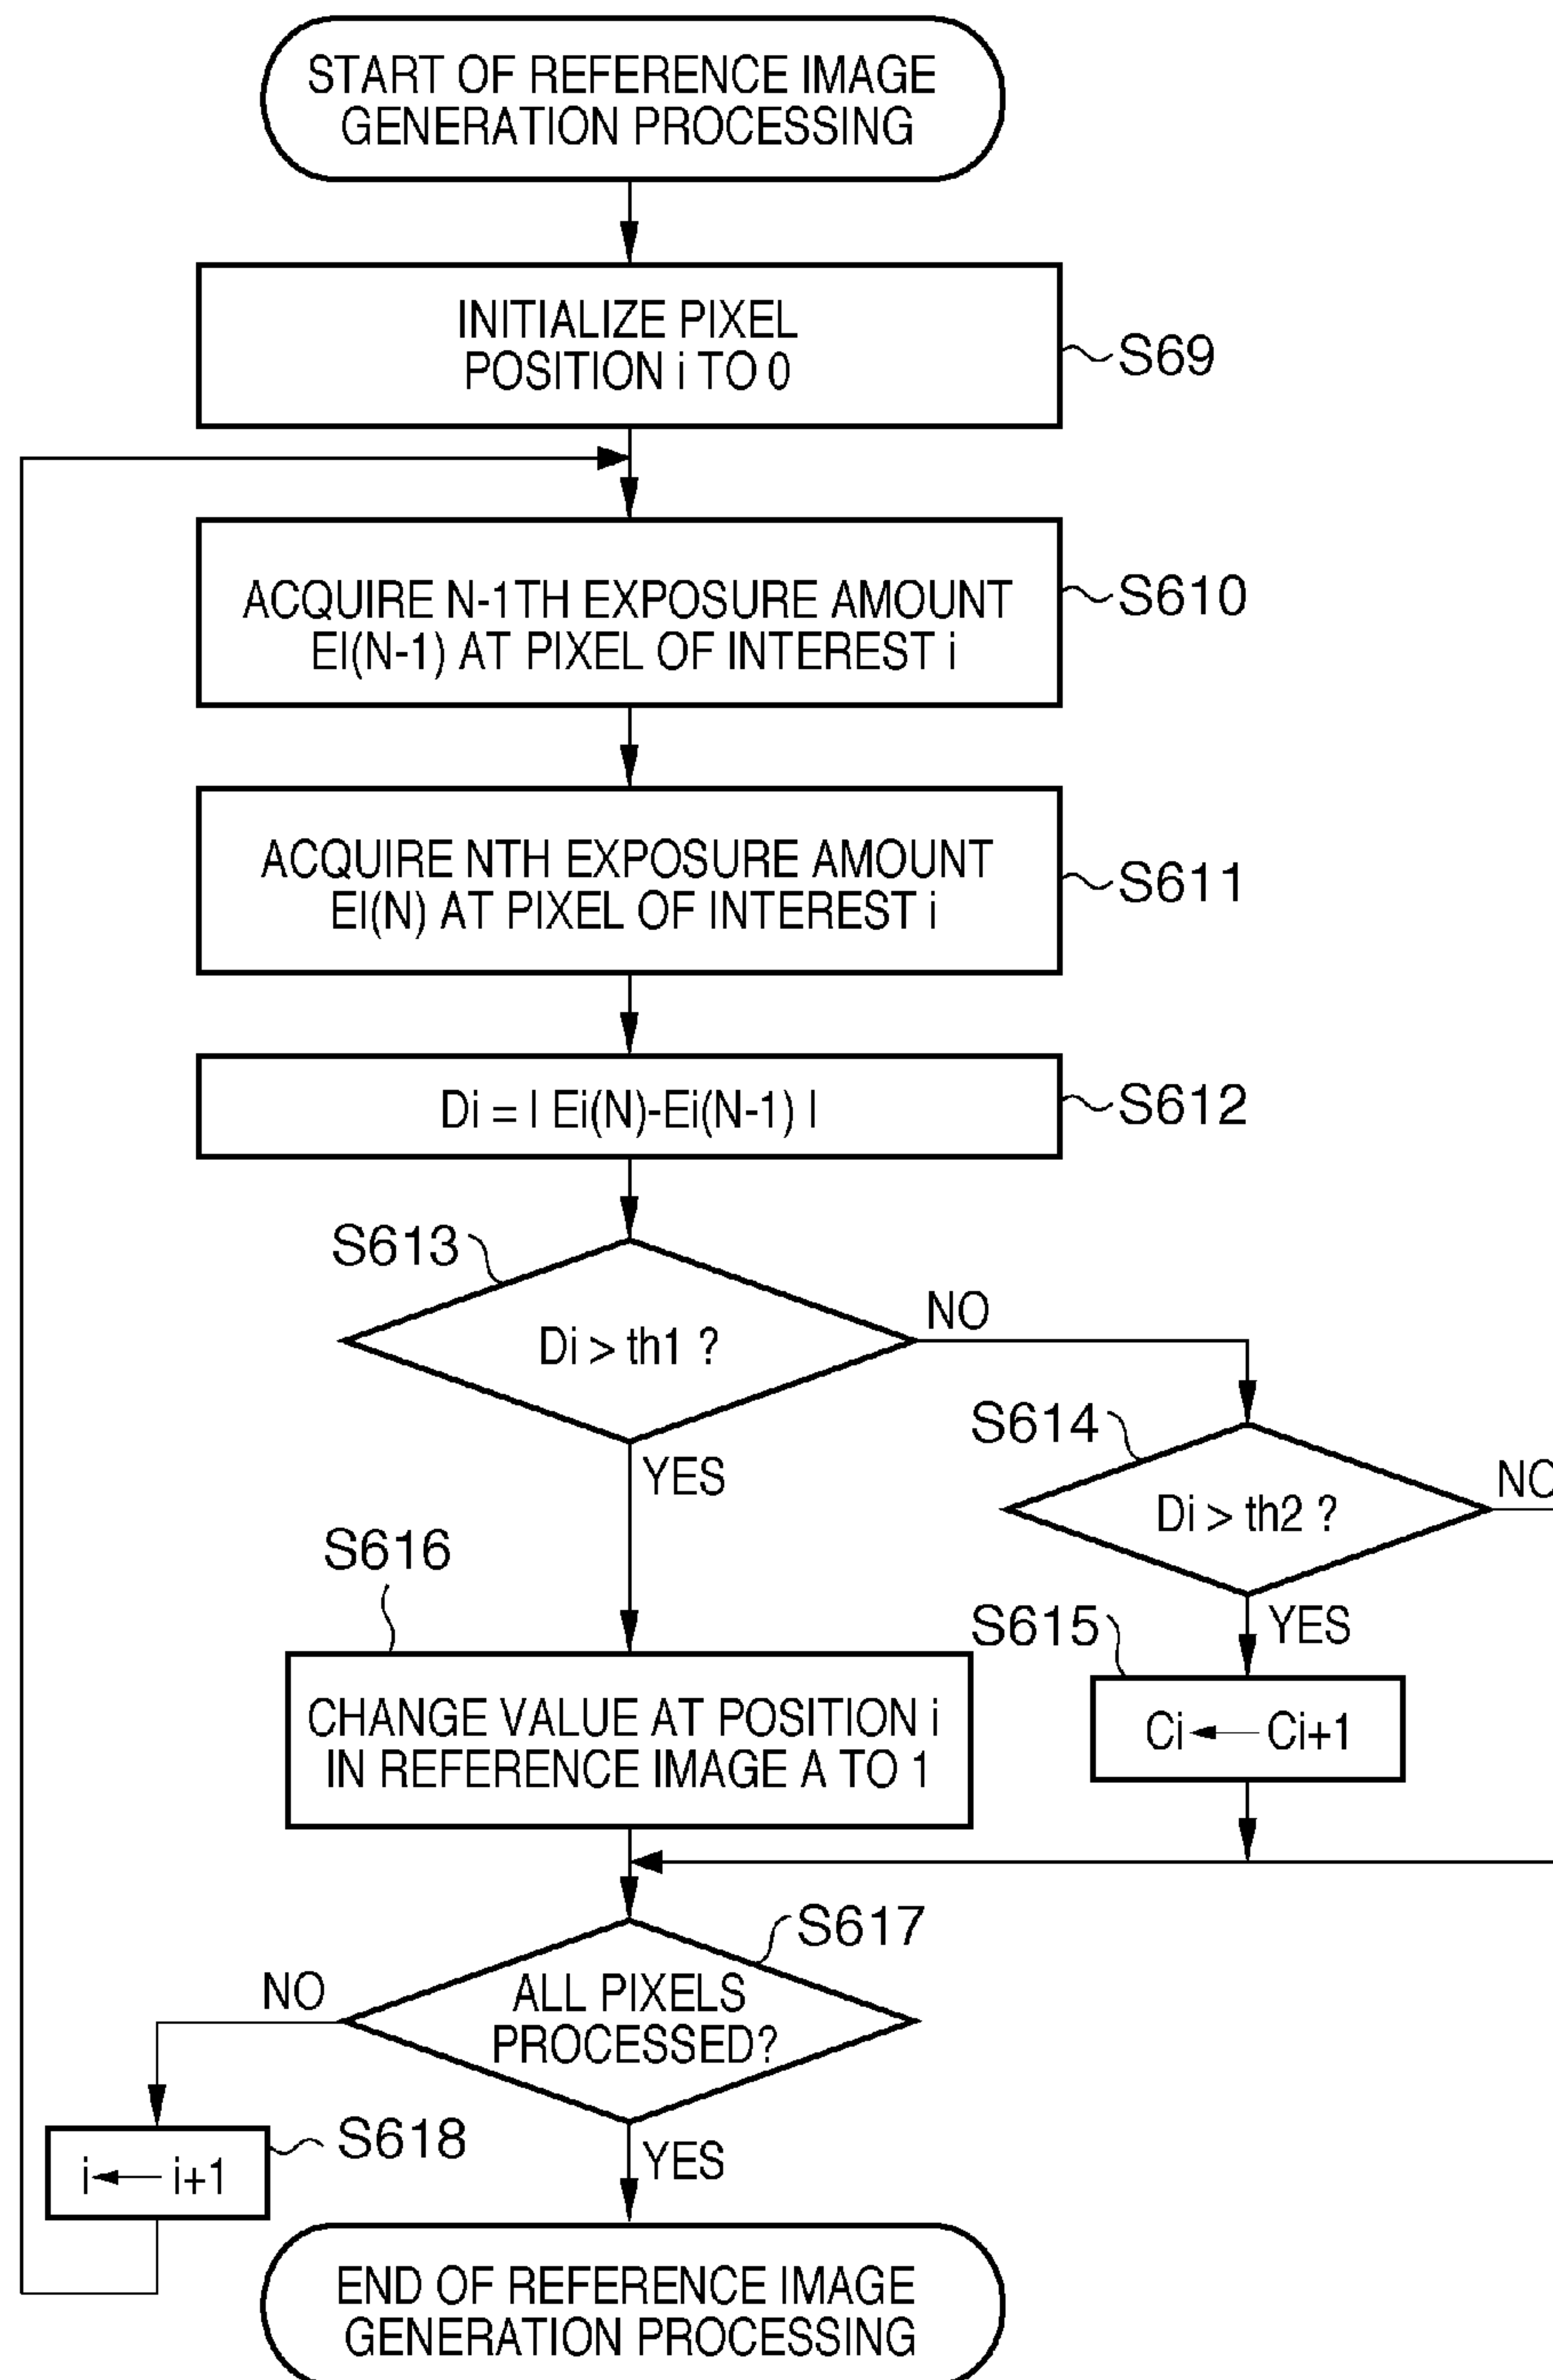 START OF REFERENCE IMAGE
GENERATION PROCESSING
INITIALIZE PIXEL
POSITION i TO 0
S69
ACQUIRE N-1TH EXPOSURE AMOUNT
EI(N-1) AT PIXEL OF INTEREST i
S610
ACQUIRE NTH EXPOSURE AMOUNT
EI(N) AT PIXEL OF INTEREST i
S611
Di = | Ei(N)-Ei(N-1) |
S612
S613
Di > th1 ?
NO
YES
S614
Di > th2 ?
NO
YES
S615
Ci ← Ci+1
S616
CHANGE VALUE AT POSITION i
IN REFERENCE IMAGE A TO 1
S617
ALL PIXELS
PROCESSED?
NO
S618
i ← i+1
YES
END OF REFERENCE IMAGE
GENERATION PROCESSING